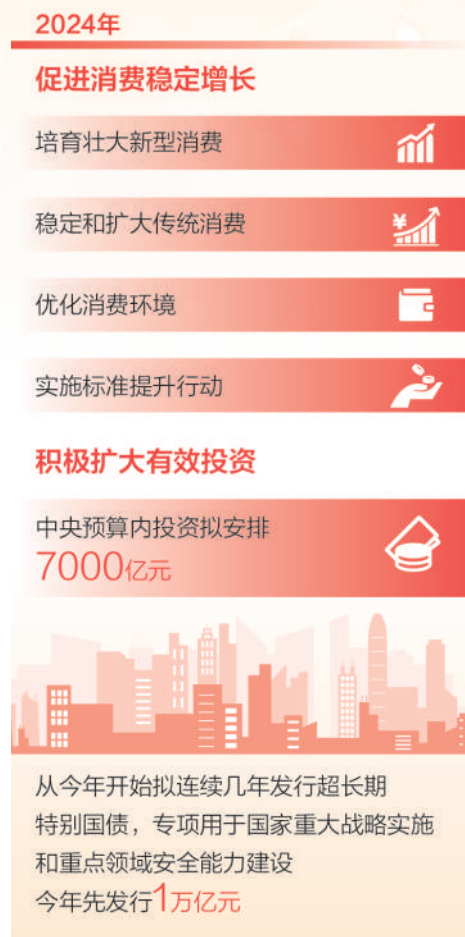 2024年
促进消费稳定增长
培育壮大新型消费
稳定和扩大传统消费
¥
优化消费环境
实施标准提升行动
积极扩大有效投资
中央预算内投资拟安排
7000亿元
从今年开始拟连续几年发行超长期
特别国债，专项用于国家重大战略实施
和重点领域安全能力建设
今年先发行1万亿元